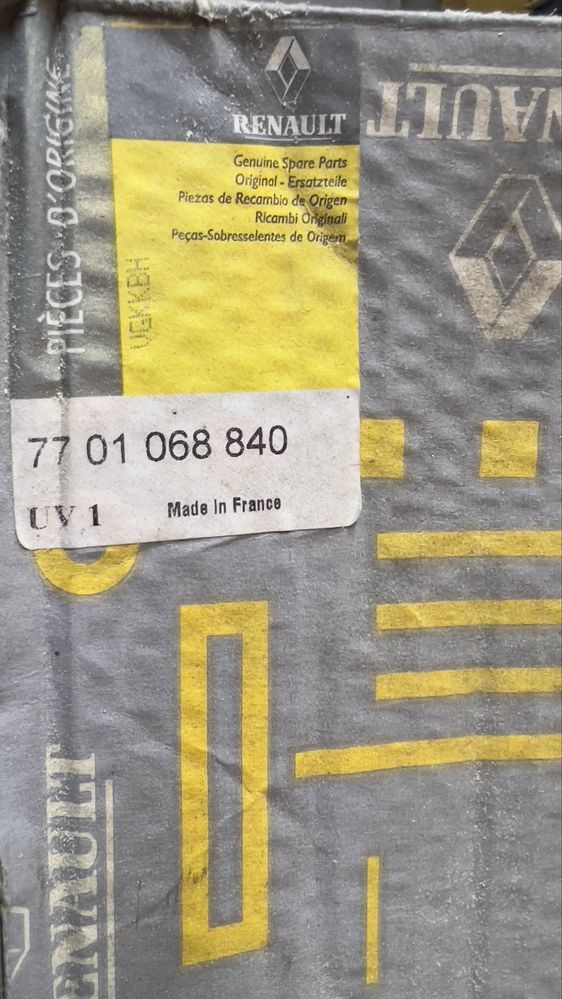 PIÈCES D'ORIGINE
RENAULT
Genuine Spare Parts
Original - Ersatzteile
Piezas de Recambio de Origen
Ricambi Originali
Peças-Sobresselentes de Origem
77 01 068 840
UV 1
Made in France
RENAULT
RENAULT